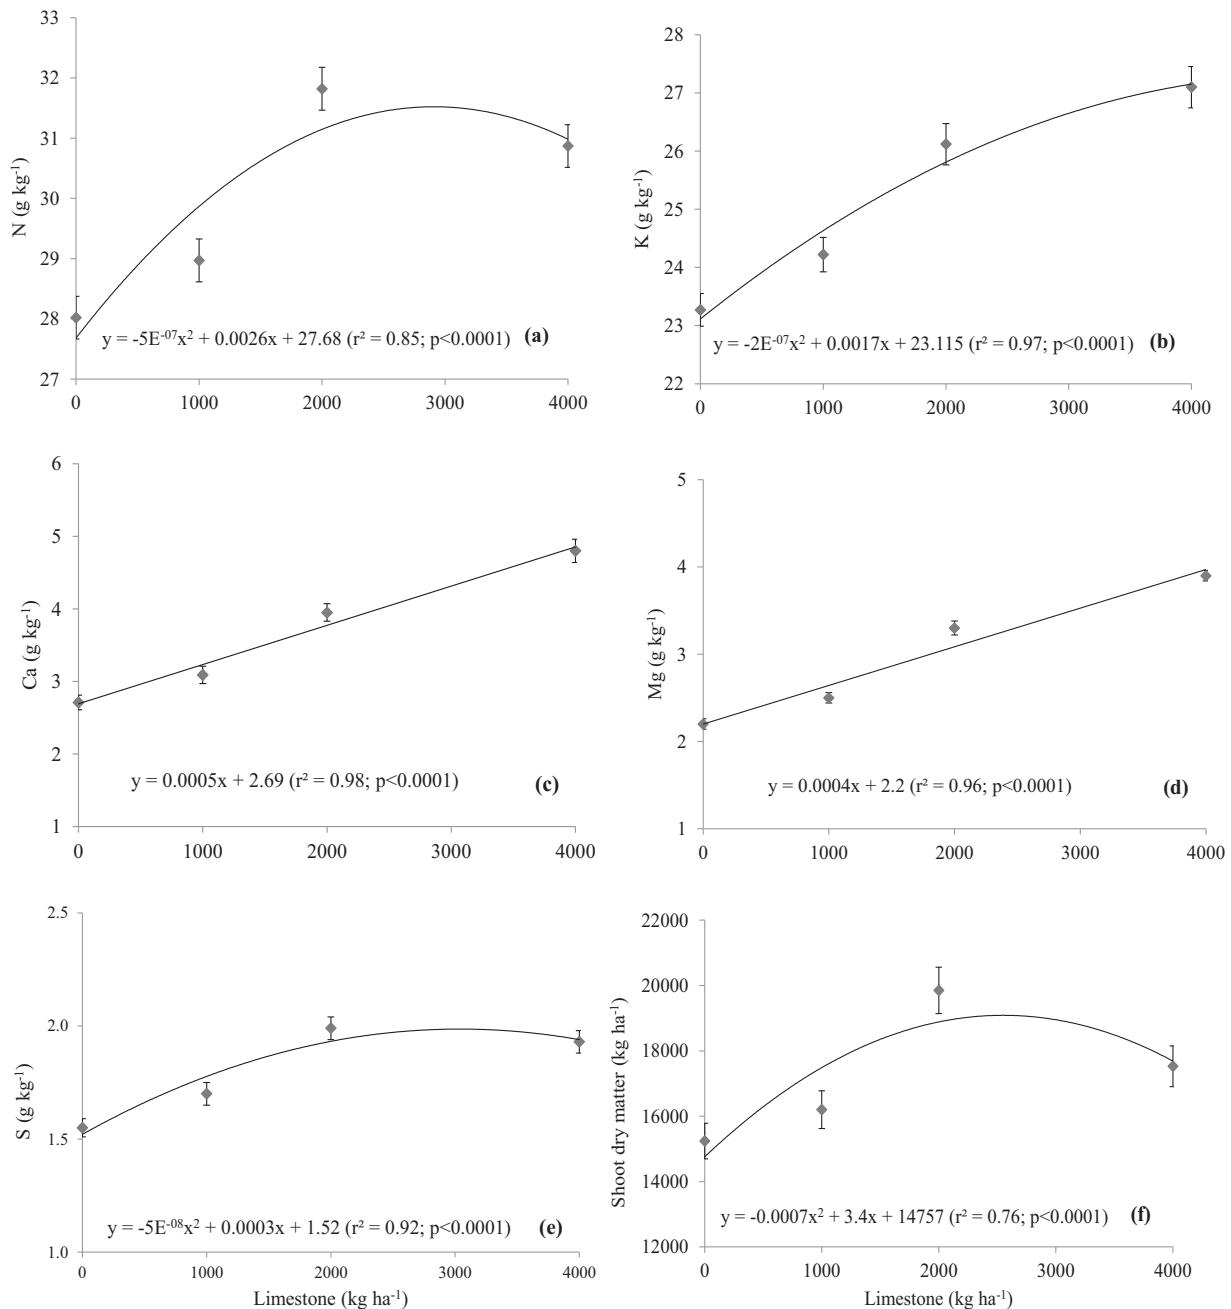 33
32
31
30
29
28
27
N (g kg⁻¹)
y = -5E⁻⁰⁷x² + 0.0026x + 27.68 (r² = 0.85; p<0.0001) (a)
0 1000 2000 3000 4000
28
27
26
25
24
23
22
K (g kg⁻¹)
y = -2E⁻⁰⁷x² + 0.0017x + 23.115 (r² = 0.97; p<0.0001) (b)
0 1000 2000 3000 4000
6
5
4
3
2
1
Ca (g kg⁻¹)
y = 0.0005x + 2.69 (r² = 0.98; p<0.0001) (c)
0 1000 2000 3000 4000
5
4
3
2
1
Mg (g kg⁻¹)
y = 0.0004x + 2.2 (r² = 0.96; p<0.0001) (d)
0 1000 2000 3000 4000
2.5
2.0
1.5
1.0
S (g kg⁻¹)
y = -5E⁻⁰⁸x² + 0.0003x + 1.52 (r² = 0.92; p<0.0001) (e)
0 1000 2000 3000 4000
Limestone (kg ha⁻¹)
22000
20000
18000
16000
14000
12000
Shoot dry matter (kg ha⁻¹)
y = -0.0007x² + 3.4x + 14757 (r² = 0.76; p<0.0001) (f)
0 1000 2000 3000 4000
Limestone (kg ha⁻¹)